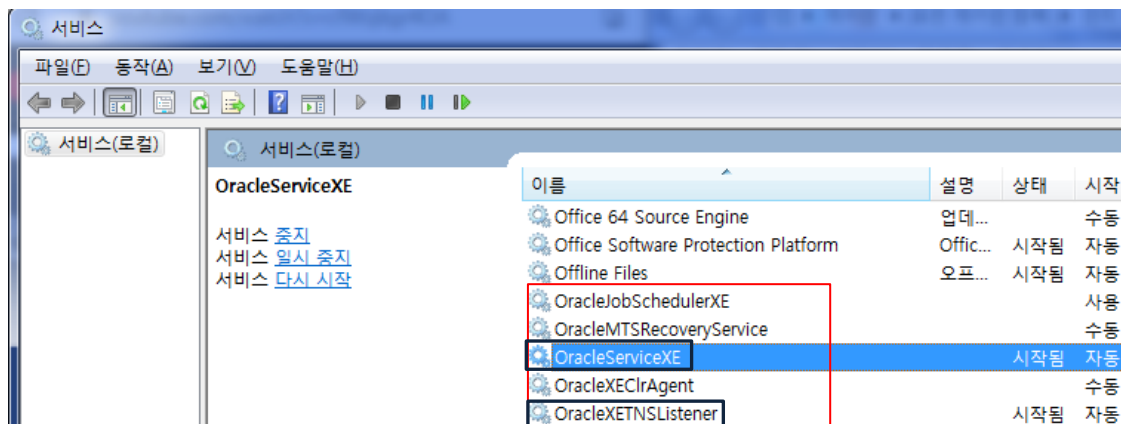 서비스
파일(F) 동작(A) 보기(V) 도움말(H)
서비스(로컬)
서비스(로컬)
OracleServiceXE
서비스 중지
서비스 일시 중지
서비스 다시 시작
이름 설명 상태 시작
Office 64 Source Engine 업데... 수동
Office Software Protection Platform Offic... 시작됨 자동
Offline Files 오프... 시작됨 자동
OracleJobSchedulerXE 사용
OracleMTSRecoveryService 수동
OracleServiceXE 시작됨 자동
OracleXEClrAgent 수동
OracleXETNSListener 시작됨 자동